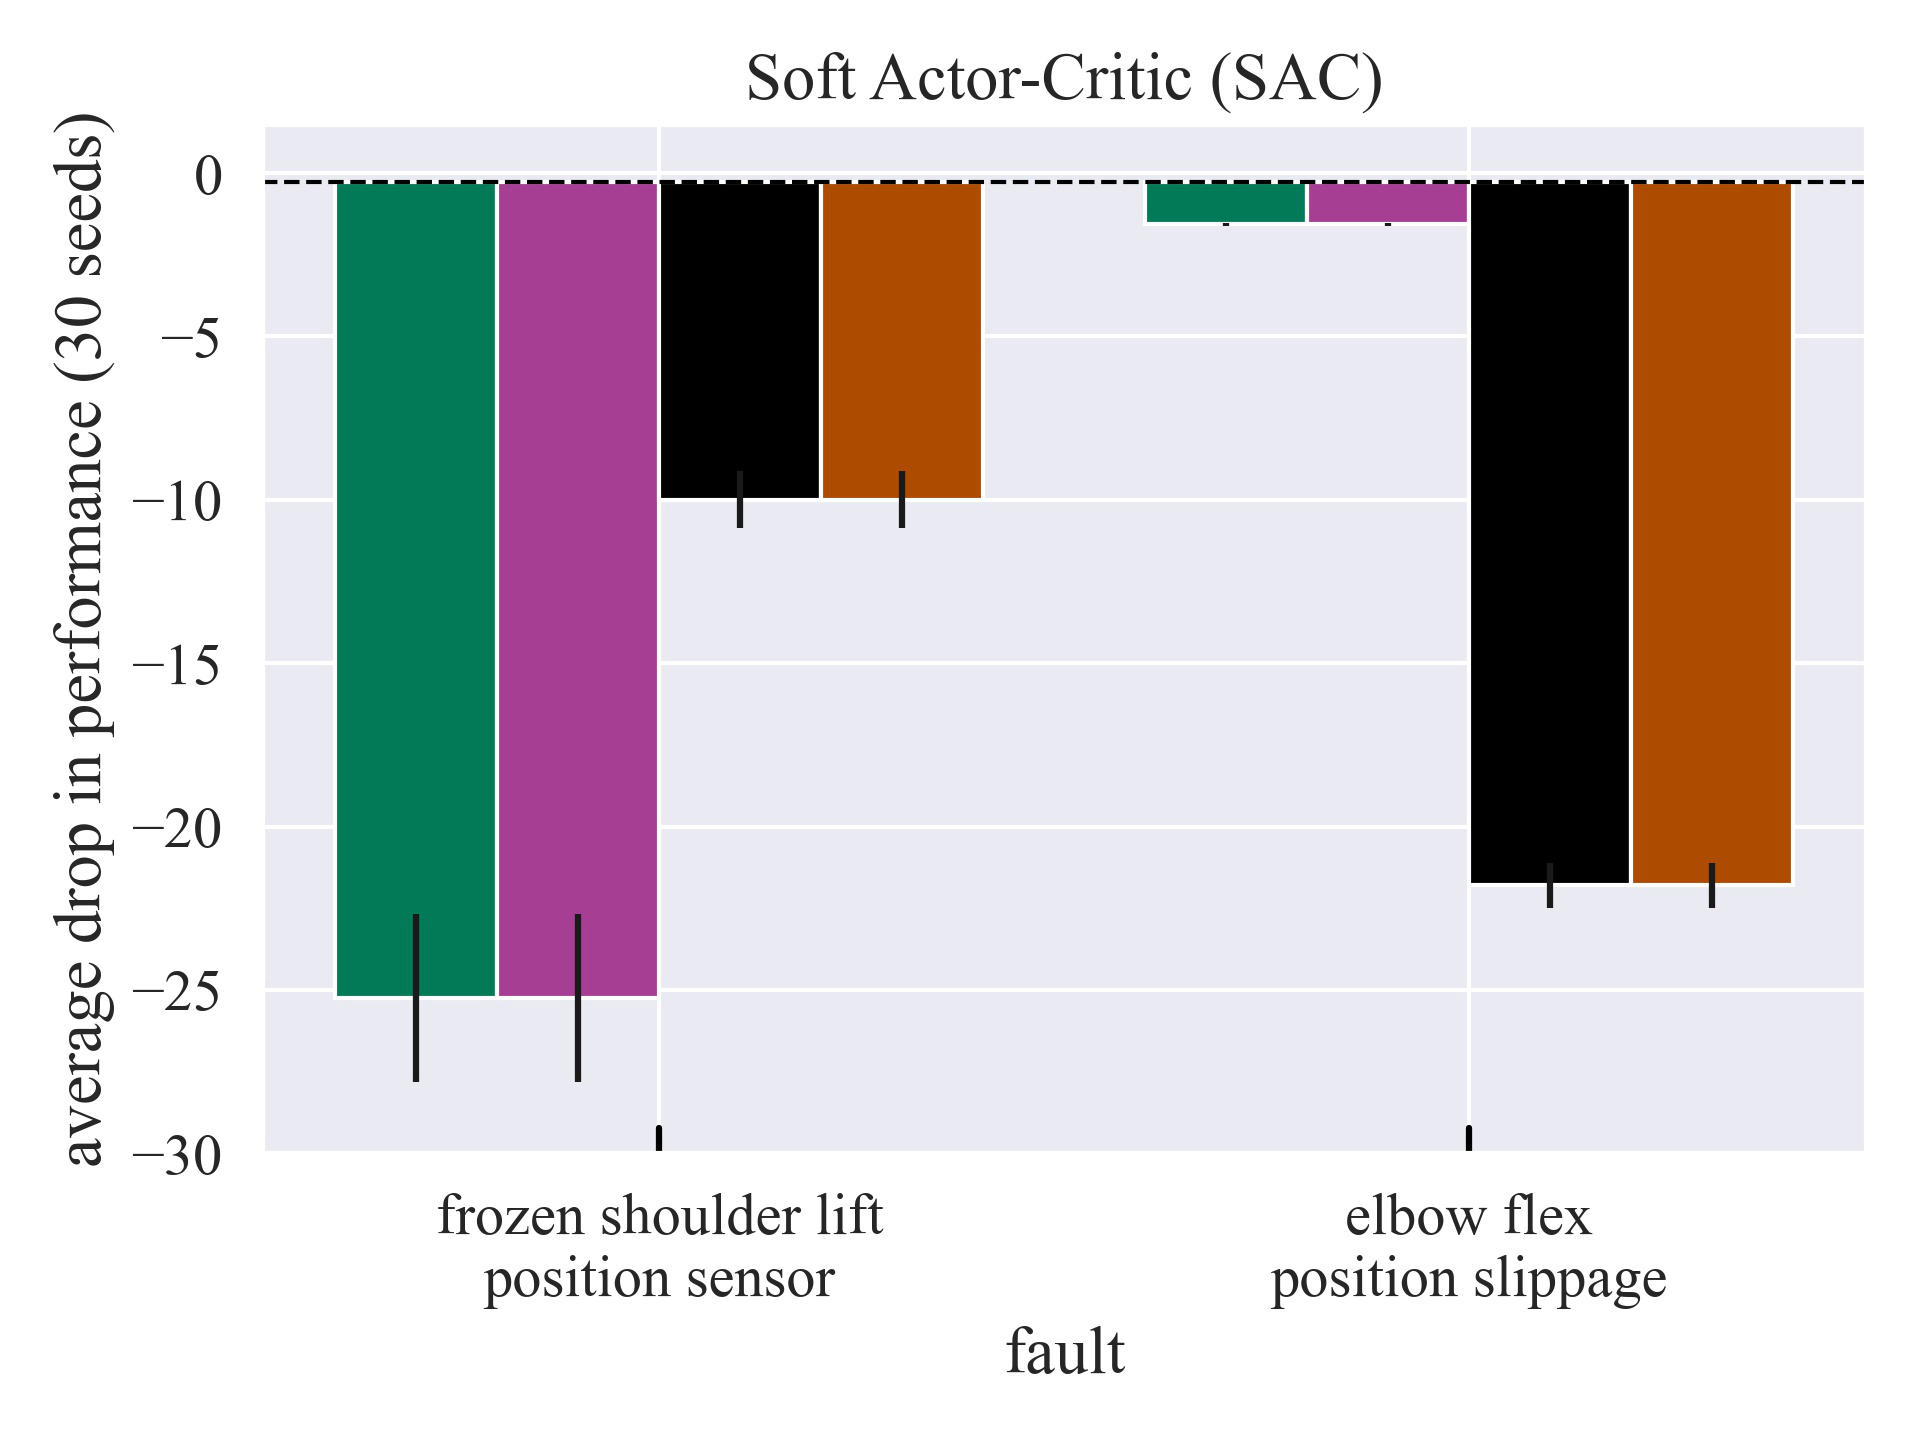 Soft Actor-Critic (SAC)
average drop in performance (30 seeds)
0
−5
−10
−15
−20
−25
−30
frozen shoulder lift
position sensor
elbow flex
position slippage
fault